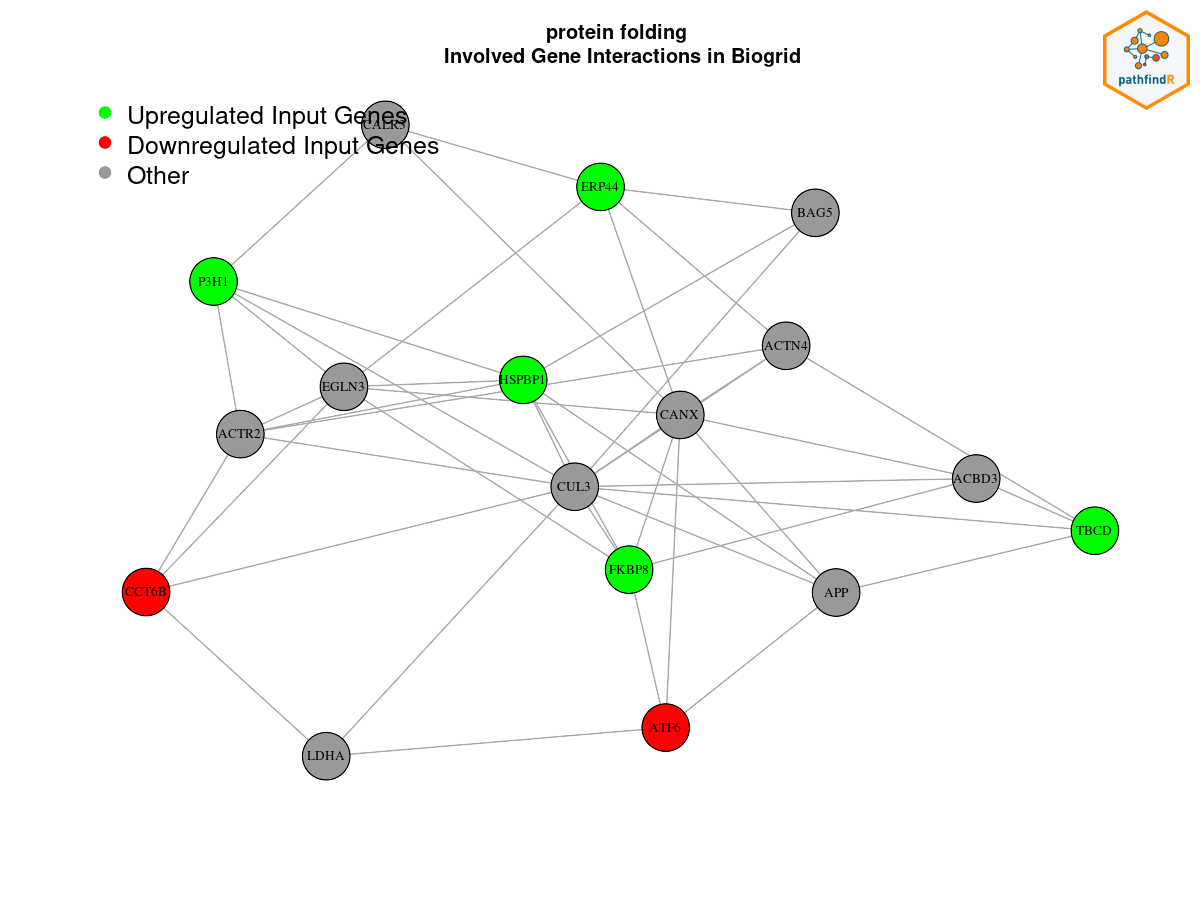 protein folding
Involved Gene Interactions in Biogrid
pathfindR
Upregulated Input Genes
Downregulated Input Genes
Other
CALR3
ERP44
BAG5
P3H1
ACTN4
HSPBP1
EGLN3
CANX
ACTR2
ACBD3
CUL3
TBCD
FKBP8
CCT6B
APP
ATF6
LDHA